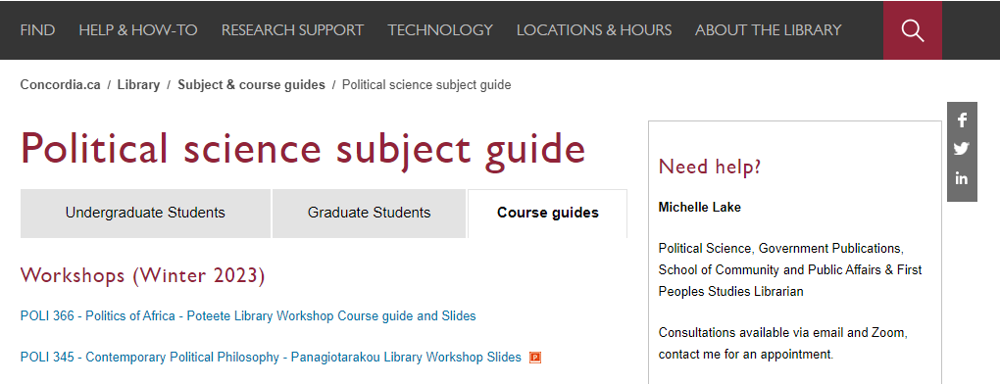 FIND HELP & HOW-TO RESEARCH SUPPORT TECHNOLOGY LOCATIONS & HOURS ABOUT THE LIBRARY
Concordia.ca / Library / Subject & course guides / Political science subject guide
Political science subject guide
Undergraduate Students Graduate Students Course guides
Workshops (Winter 2023)
POLI 366 - Politics of Africa - Poteete Library Workshop Course guide and Slides
POLI 345 - Contemporary Political Philosophy - Panagiotarakou Library Workshop Slides
Need help?
Michelle Lake
Political Science, Government Publications,
School of Community and Public Affairs & First
Peoples Studies Librarian
Consultations available via email and Zoom,
contact me for an appointment.